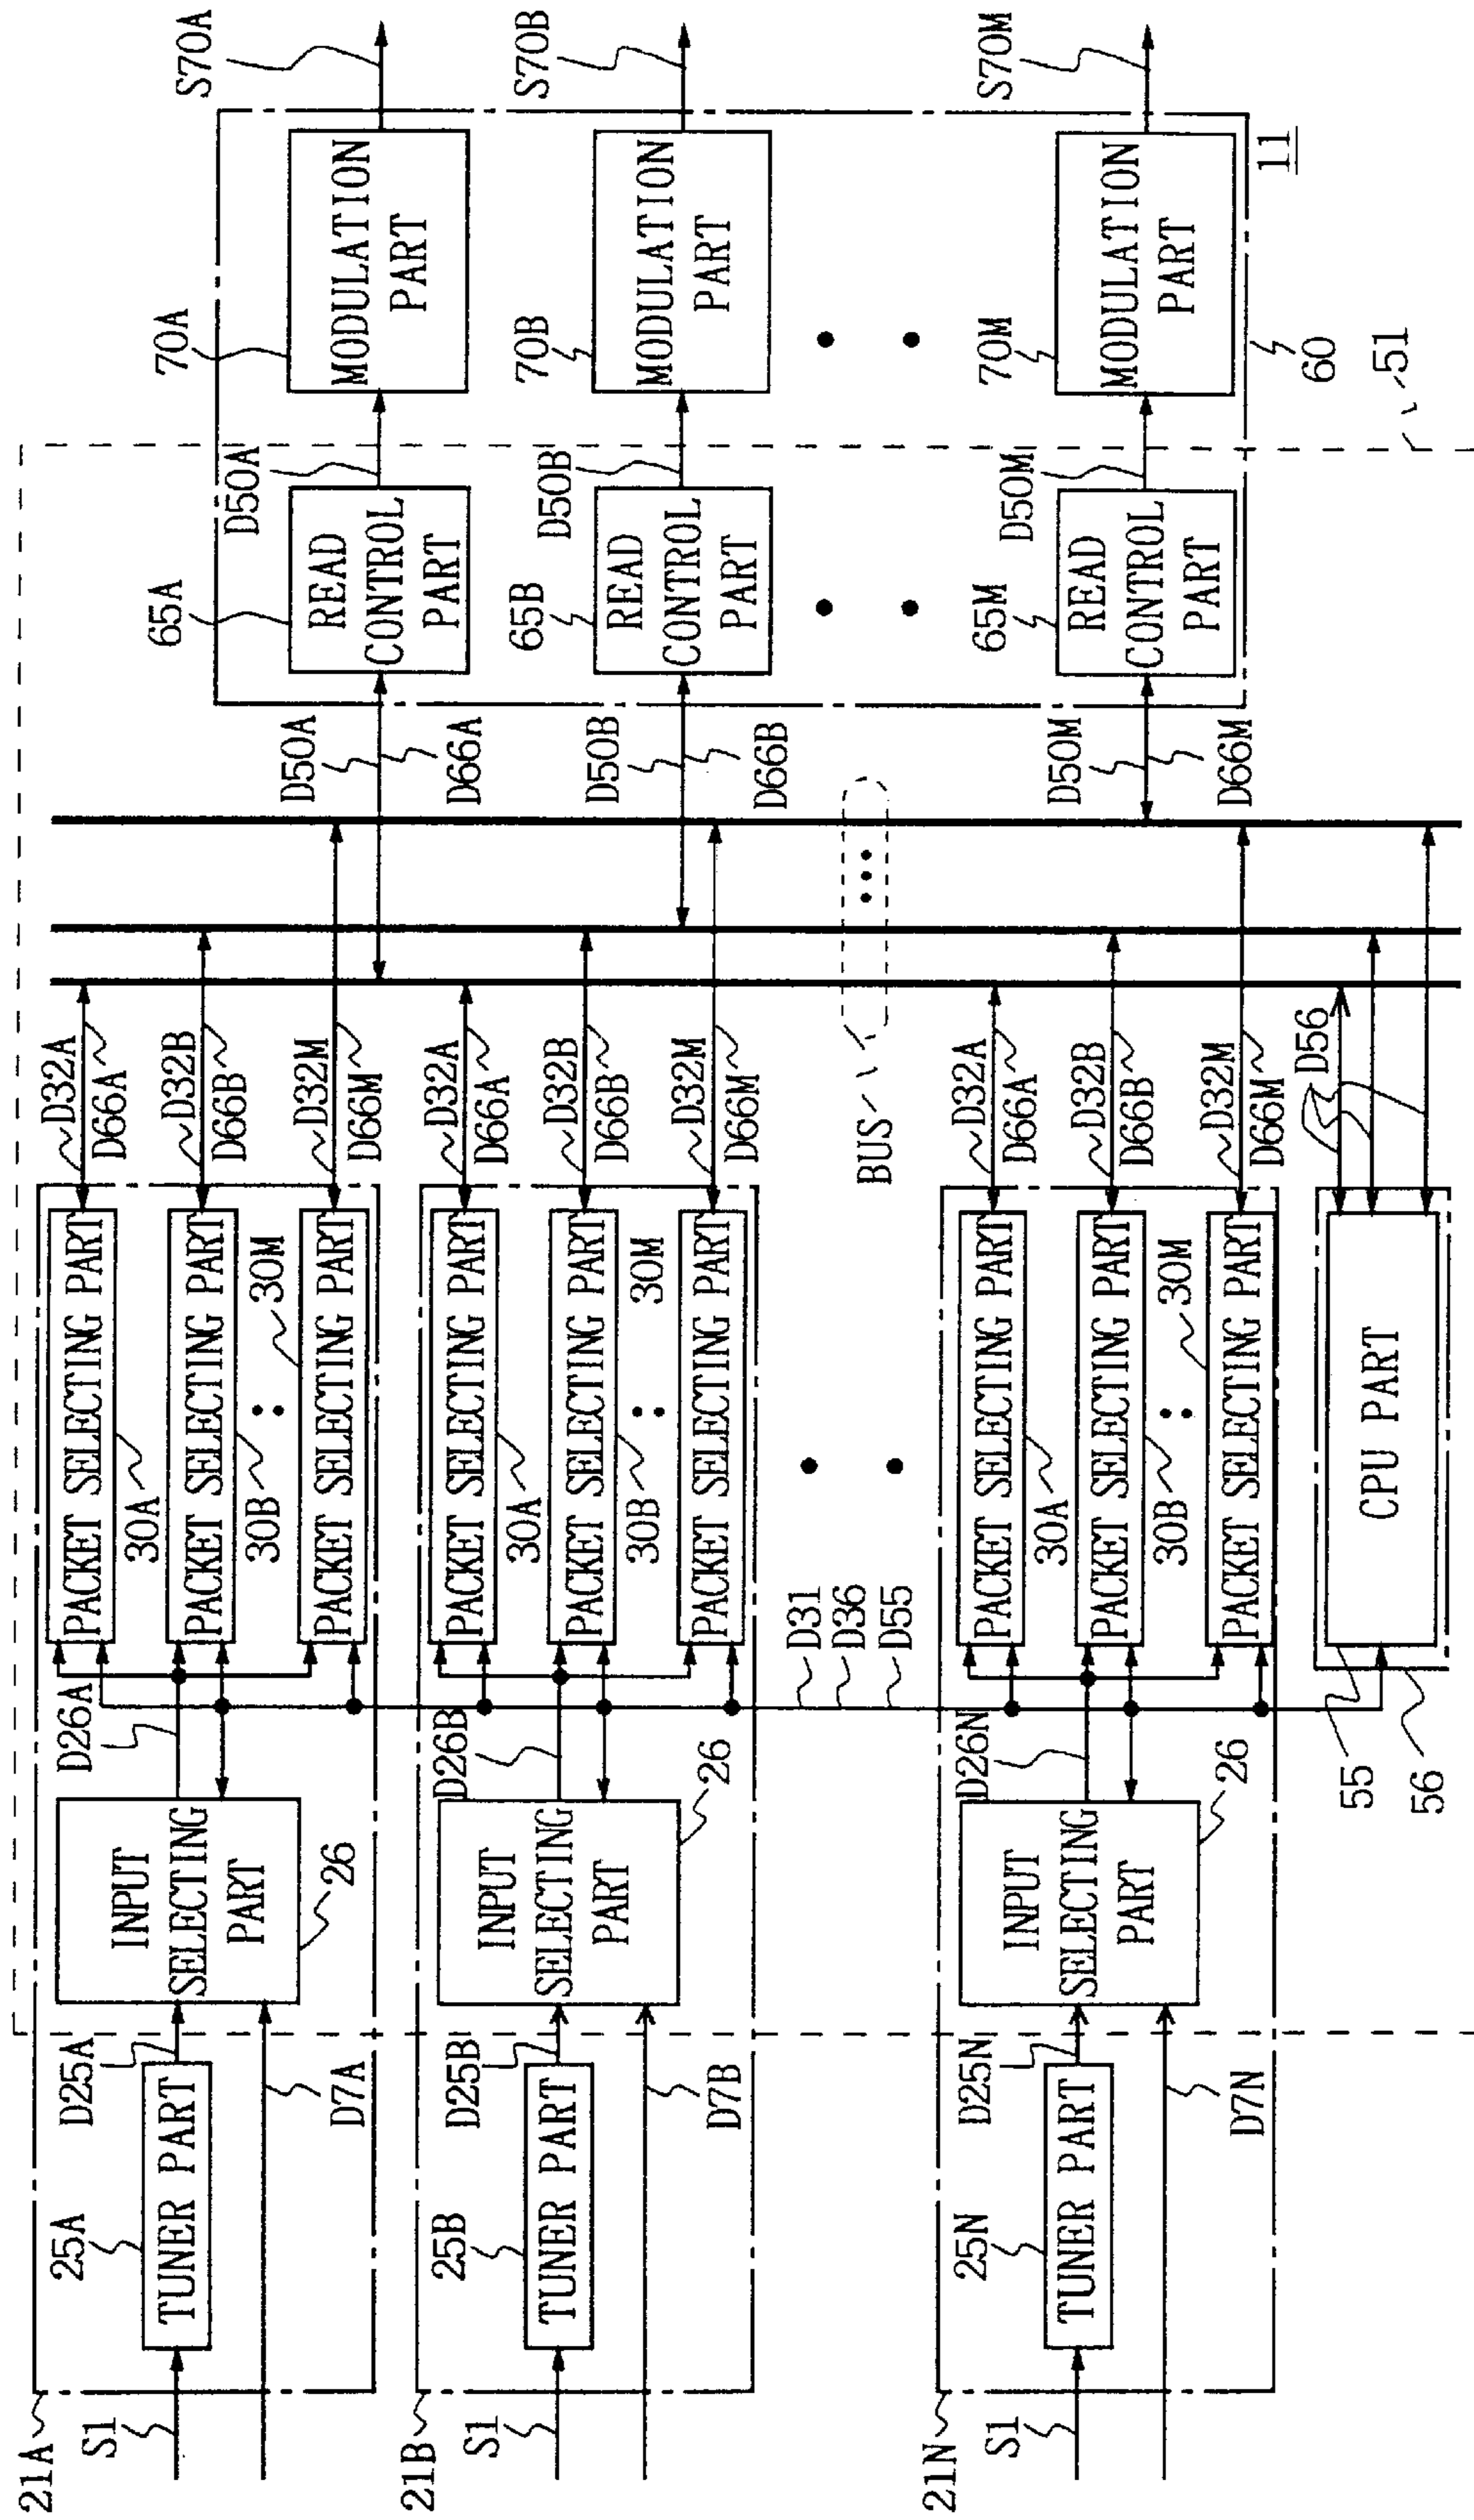 21A
S1
25A
TUNER PART
D25A
D7A
INPUT
SELECTING
PART
26
D26A
PACKET SELECTING PART
30A
PACKET SELECTING PART
30B
30M
PACKET SELECTING PART
D32A
D66A
D32B
D66B
D32M
D66M
21B
S1
25B
TUNER PART
D25B
D7B
INPUT
SELECTING
PART
26
D26B
PACKET SELECTING PART
30A
PACKET SELECTING PART
30B
30M
PACKET SELECTING PART
D32A
D66A
D32B
D66B
D32M
D66M
D31
D36
D55
BUS
21N
S1
25N
TUNER PART
D25N
D7N
INPUT
SELECTING
PART
26
D26N
PACKET SELECTING PART
30A
PACKET SELECTING PART
30B
30M
PACKET SELECTING PART
D32A
D66A
D32B
D66B
D32M
D66M
D56
CPU PART
55
56
D50A
D66A
65A
READ
CONTROL
PART
D50A
70A
MODULATION
PART
S70A
D50B
D66B
65B
READ
CONTROL
PART
D50B
70B
MODULATION
PART
S70B
D50M
D66M
65M
READ
CONTROL
PART
D50M
70M
MODULATION
PART
S70M
60
51
11